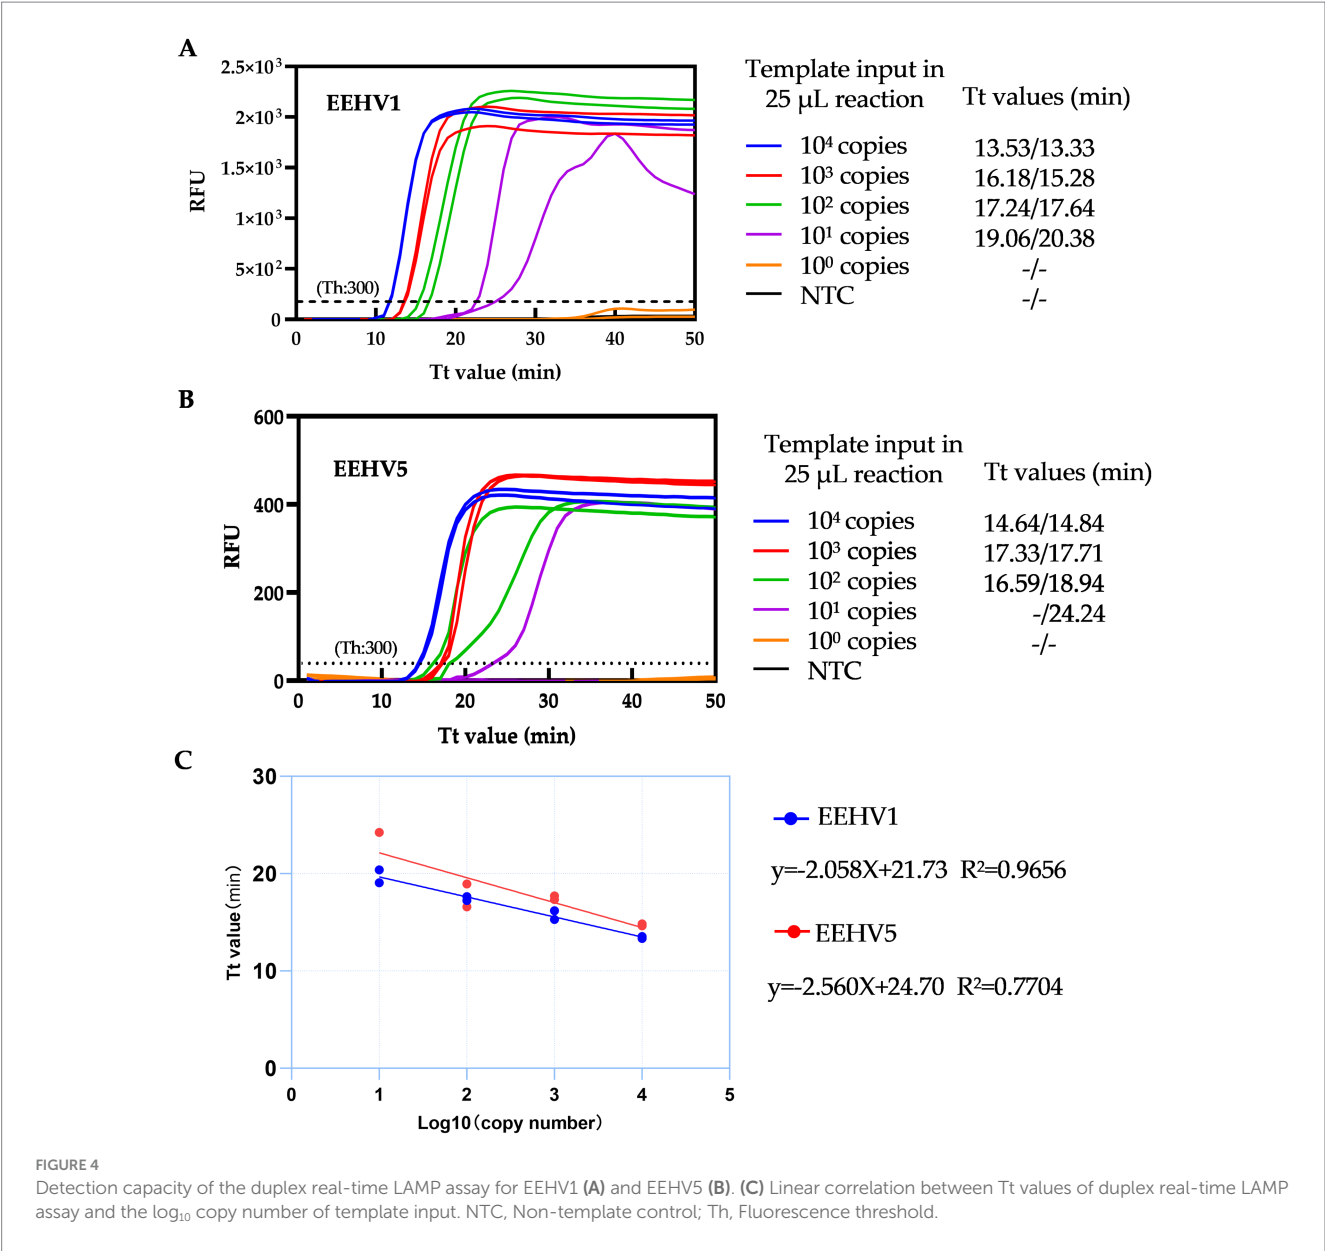 A
2.5×10³
2×10³
1.5×10³
1×10³
5×10²
0
RFU
EEHV1
(Th:300)
0 10 20 30 40 50
Tt value (min)
Template input in
25 µL reaction
Tt values (min)
10⁴ copies 13.53/13.33
10³ copies 16.18/15.28
10² copies 17.24/17.64
10¹ copies 19.06/20.38
10⁰ copies -/-
NTC -/-
B
600
400
200
0
RFU
EEHV5
(Th:300)
0 10 20 30 40 50
Tt value (min)
Template input in
25 µL reaction
Tt values (min)
10⁴ copies 14.64/14.84
10³ copies 17.33/17.71
10² copies 16.59/18.94
10¹ copies -/24.24
10⁰ copies -/-
NTC
C
30
20
10
0
Tt value(min)
0 1 2 3 4 5
Log10(copy number)
EEHV1
y=-2.058X+21.73 R²=0.9656
EEHV5
y=-2.560X+24.70 R²=0.7704
FIGURE 4
Detection capacity of the duplex real-time LAMP assay for EEHV1 (A) and EEHV5 (B). (C) Linear correlation between Tt values of duplex real-time LAMP
assay and the log₁₀ copy number of template input. NTC, Non-template control; Th, Fluorescence threshold.